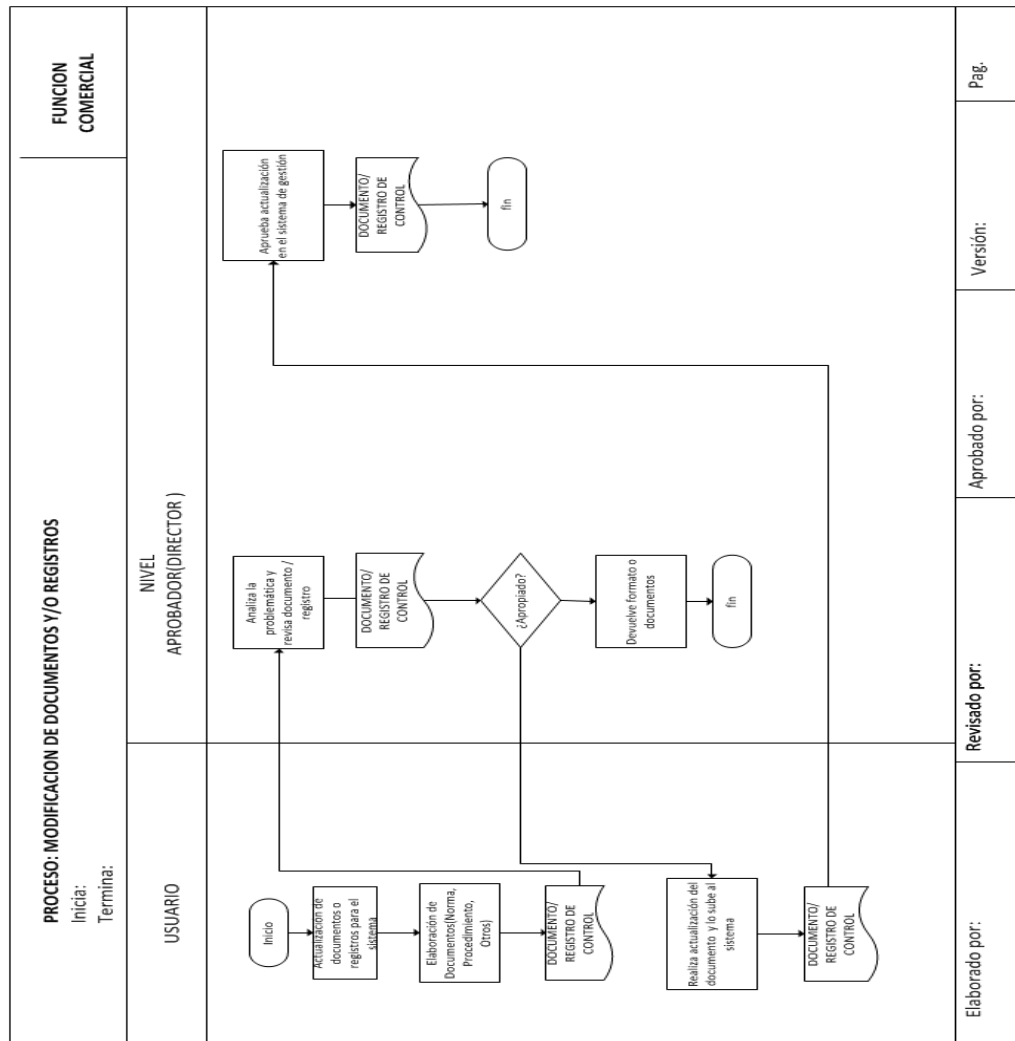 PROCESO: MODIFICACION DE DOCUMENTOS Y/O REGISTROS
Inicia:
Termina:
FUNCION
COMERCIAL
USUARIO
NIVEL
APROBADOR(DIRECTOR )
Inicio
Actualización de
documentos o
registros para el
sistema
Elaboración de
Documentos(Norma,
Procedimiento,
Otros)
DOCUMENTO/
REGISTRO DE
CONTROL
Realiza actualización del
documento y lo sube al
sistema
DOCUMENTO/
REGISTRO DE
CONTROL
Analiza la
problemática y
revisa documento /
registro
DOCUMENTO/
REGISTRO DE
CONTROL
¿Apropiado?
Devuelve formato o
documentos
fin
Aprueba actualización
en el sistema de gestión
DOCUMENTO/
REGISTRO DE
CONTROL
fin
Elaborado por:
Revisado por:
Aprobado por:
Versión:
Pag.